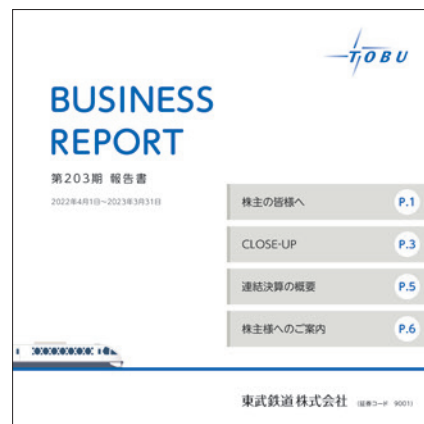 TOBU
BUSINESS
REPORT
第203期 報告書
2022年4月1日~2023年3月31日
株主の皆様へ P.1
CLOSE-UP P.3
連結決算の概要 P.5
株主様へのご案内 P.6
東武鉄道株式会社 (証券コード 9001)